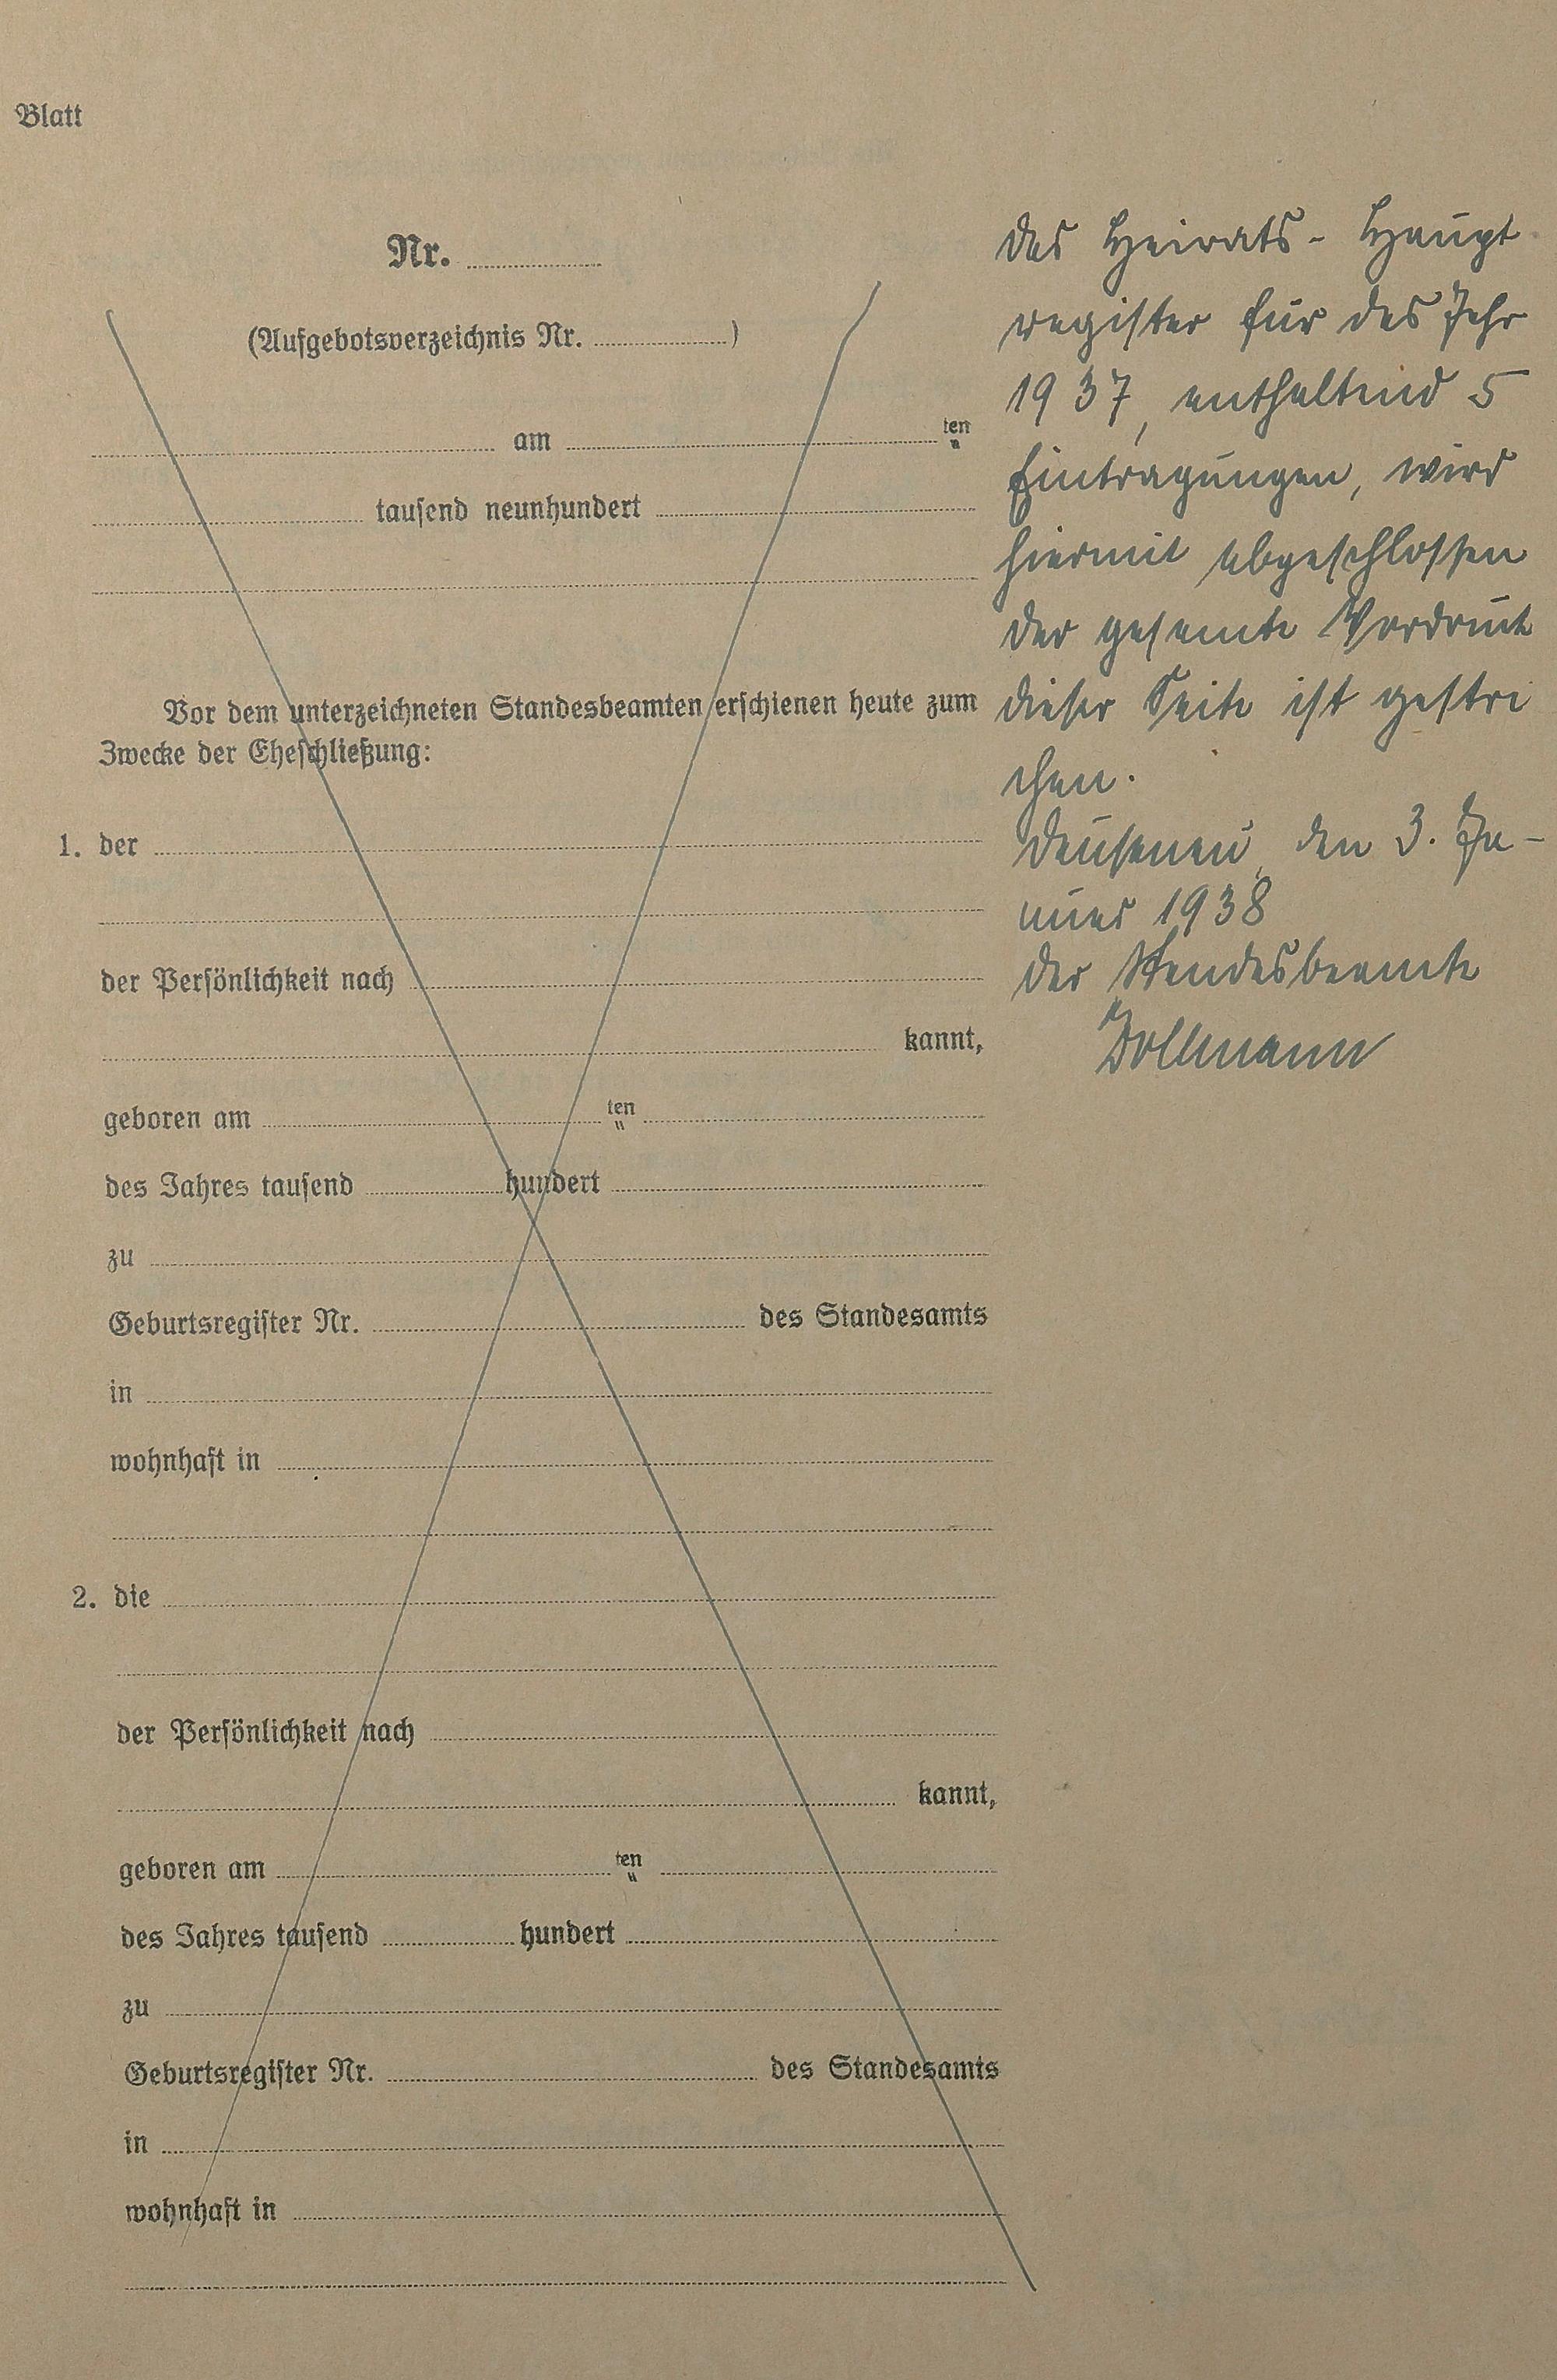 Blatt
Nr.
(Aufgebotsverzeichnis Nr. )
am ten
tausend neunhundert
Vor dem unterzeichneten Standesbeamten erschienen heute zum
Zwecke der Eheschließung:
1. der
der Persönlichkeit nach
kannt,
geboren am ten
des Jahres tausend hundert
zu
Geburtsregister Nr. des Standesamts
in
wohnhaft in
2. die
der Persönlichkeit nach
kannt,
geboren am ten
des Jahres tausend hundert
zu
Geburtsregister Nr. des Standesamts
in
wohnhaft in
Das Heirats- Haupt
register für das Jahr
1937, enthaltend 5
Eintragungen, wird
hiermit abgeschlossen
Der gesamte Vordruck
dieser Seite ist gestri
chen.
Dausenau, den 3. Ja-
nuar 1938
Der Standesbeamte
Dollmann